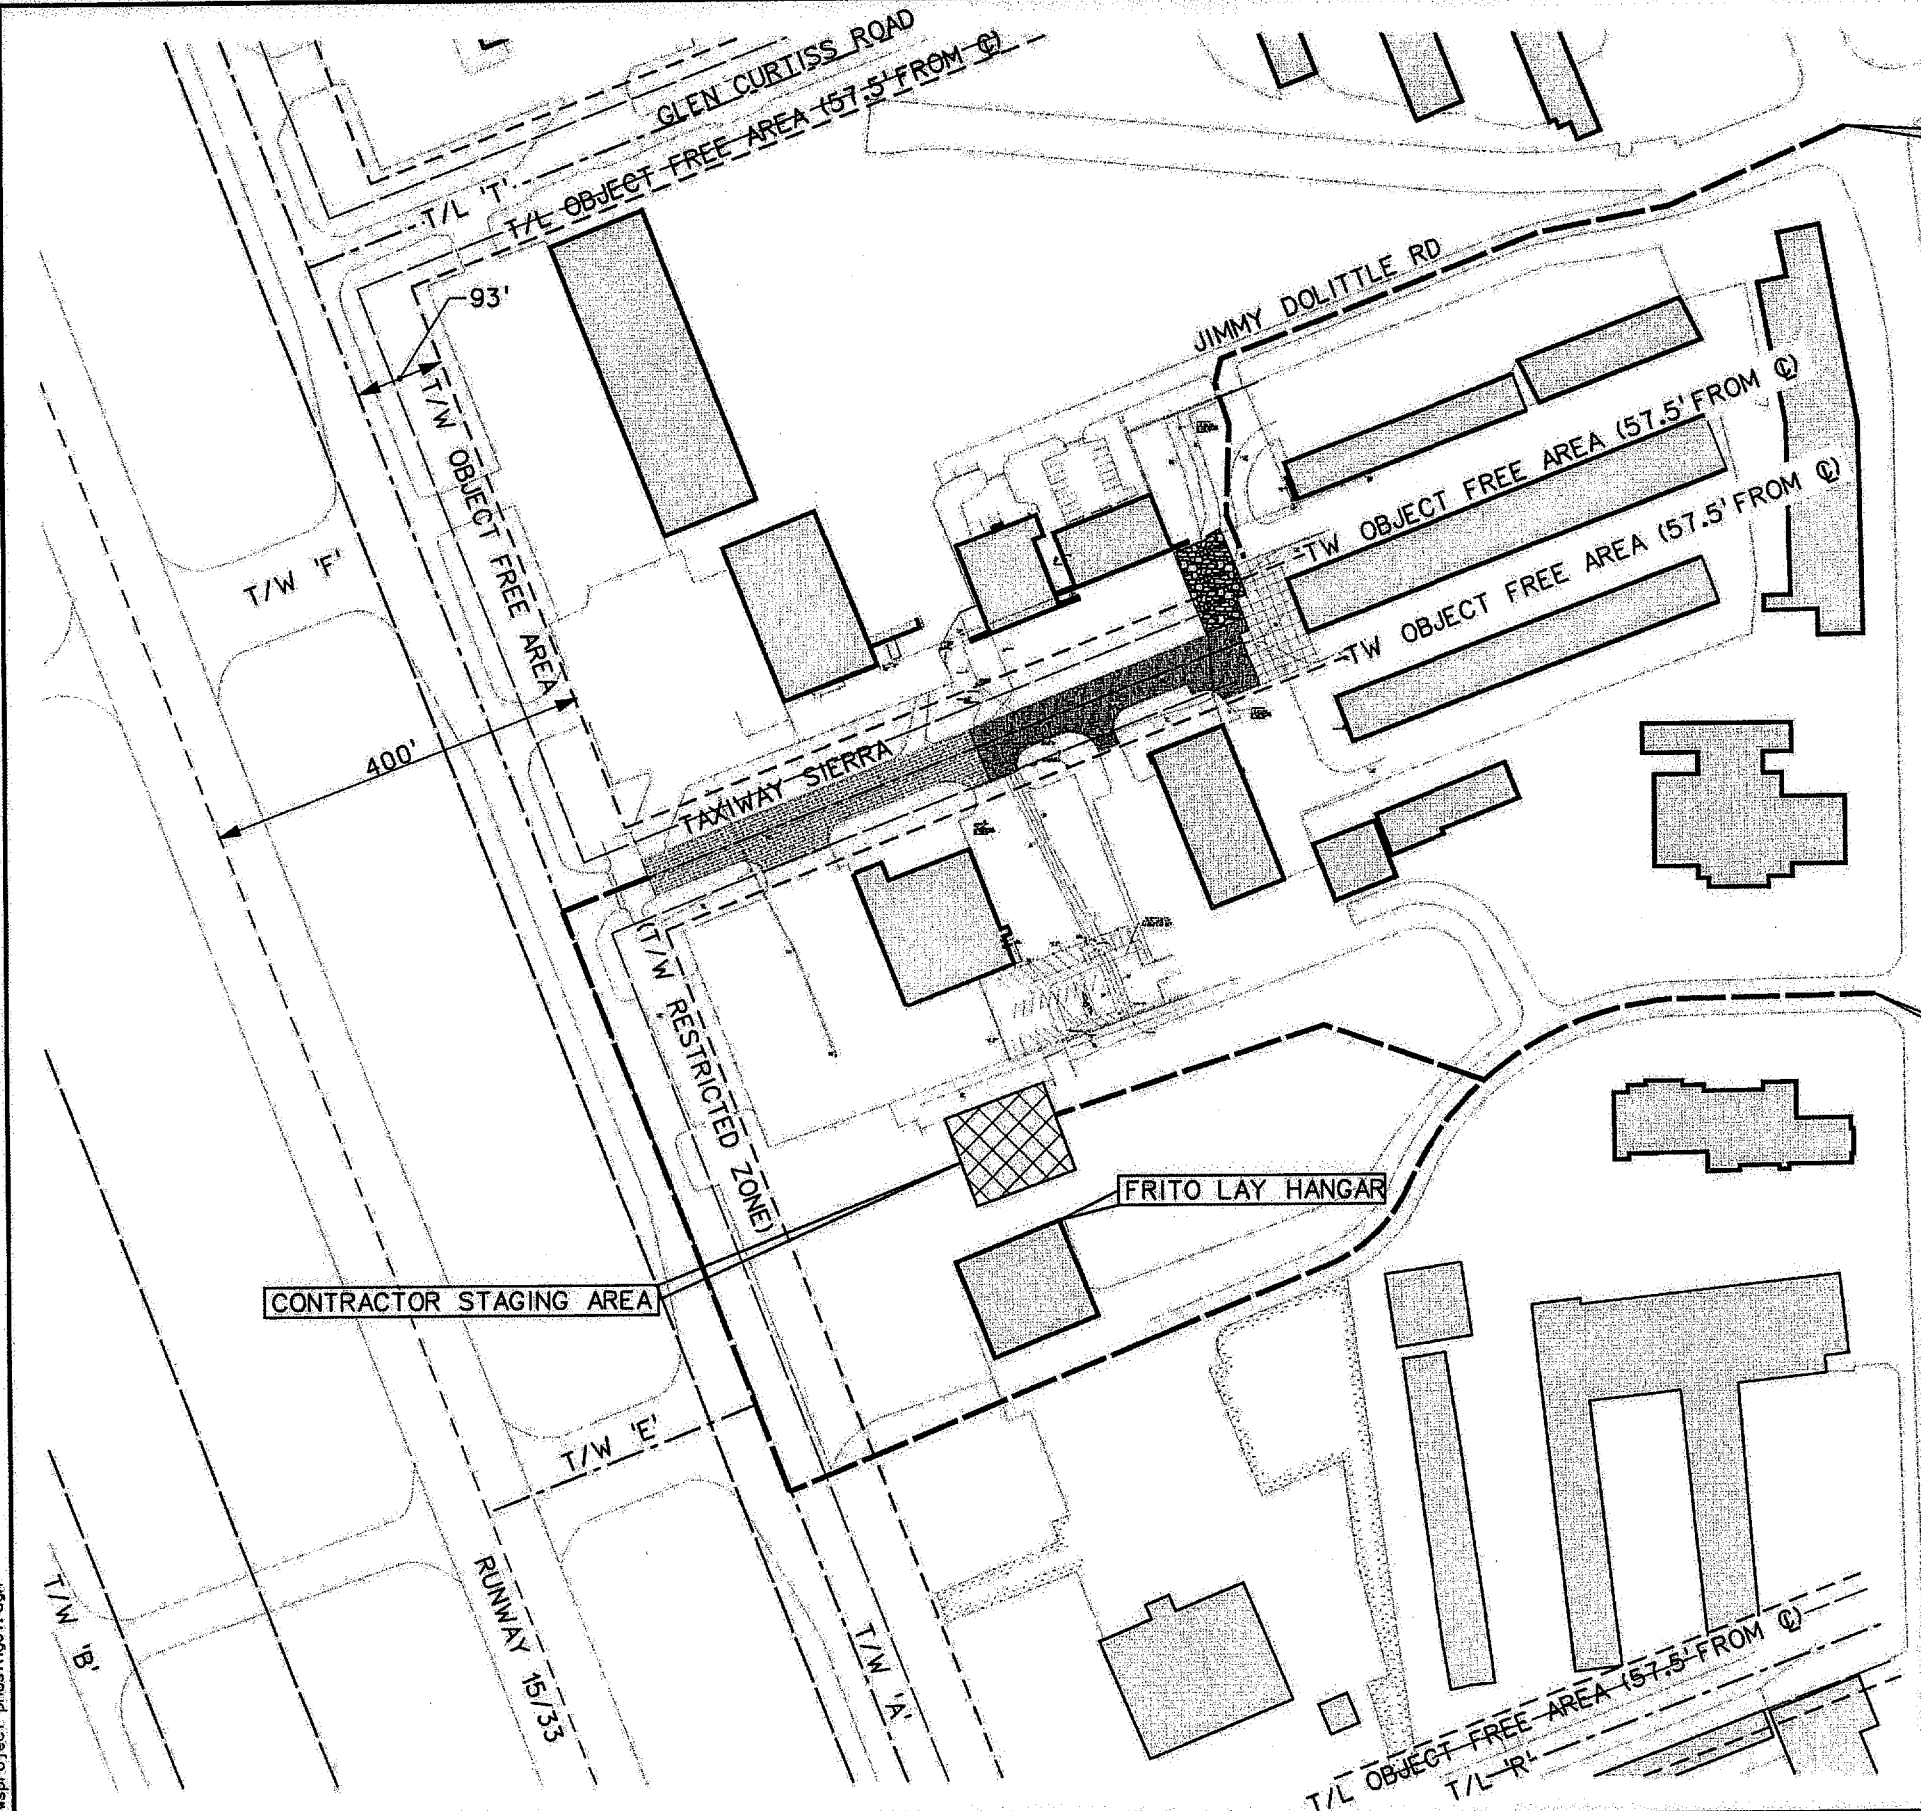 GLEN CURTISS ROAD
T/L 'T'
T/L OBJECT FREE AREA (57.5' FROM ℄)
93'
JIMMY DOLITTLE RD
T/W OBJECT FREE AREA
TW OBJECT FREE AREA (57.5' FROM ℄)
TW OBJECT FREE AREA (57.5' FROM ℄)
T/W 'F'
400'
TAXIWAY SIERRA
(T/W RESTRICTED ZONE)
FRITO LAY HANGAR
CONTRACTOR STAGING AREA
T/W 'E'
RUNWAY 15/33
T/W 'B'
T/W 'A'
T/L OBJECT FREE AREA (57.5' FROM ℄)
T/L 'R'